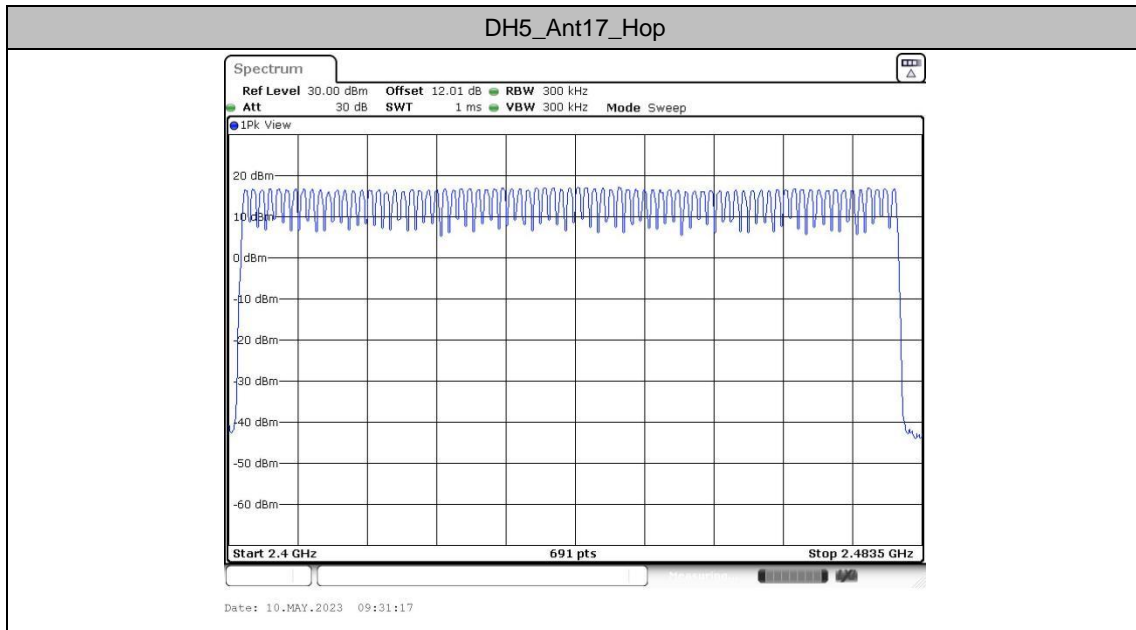 DH5_Ant17_Hop
Spectrum
Ref Level 30.00 dBm Offset 12.01 dB RBW 300 kHz
Att 30 dB SWT 1 ms VBW 300 kHz Mode Sweep
1Pk View
20 dBm
10 dBm
0 dBm
-10 dBm
-20 dBm
-30 dBm
-40 dBm
-50 dBm
-60 dBm
Start 2.4 GHz 691 pts Stop 2.4835 GHz
Date: 10.MAY.2023 09:31:17